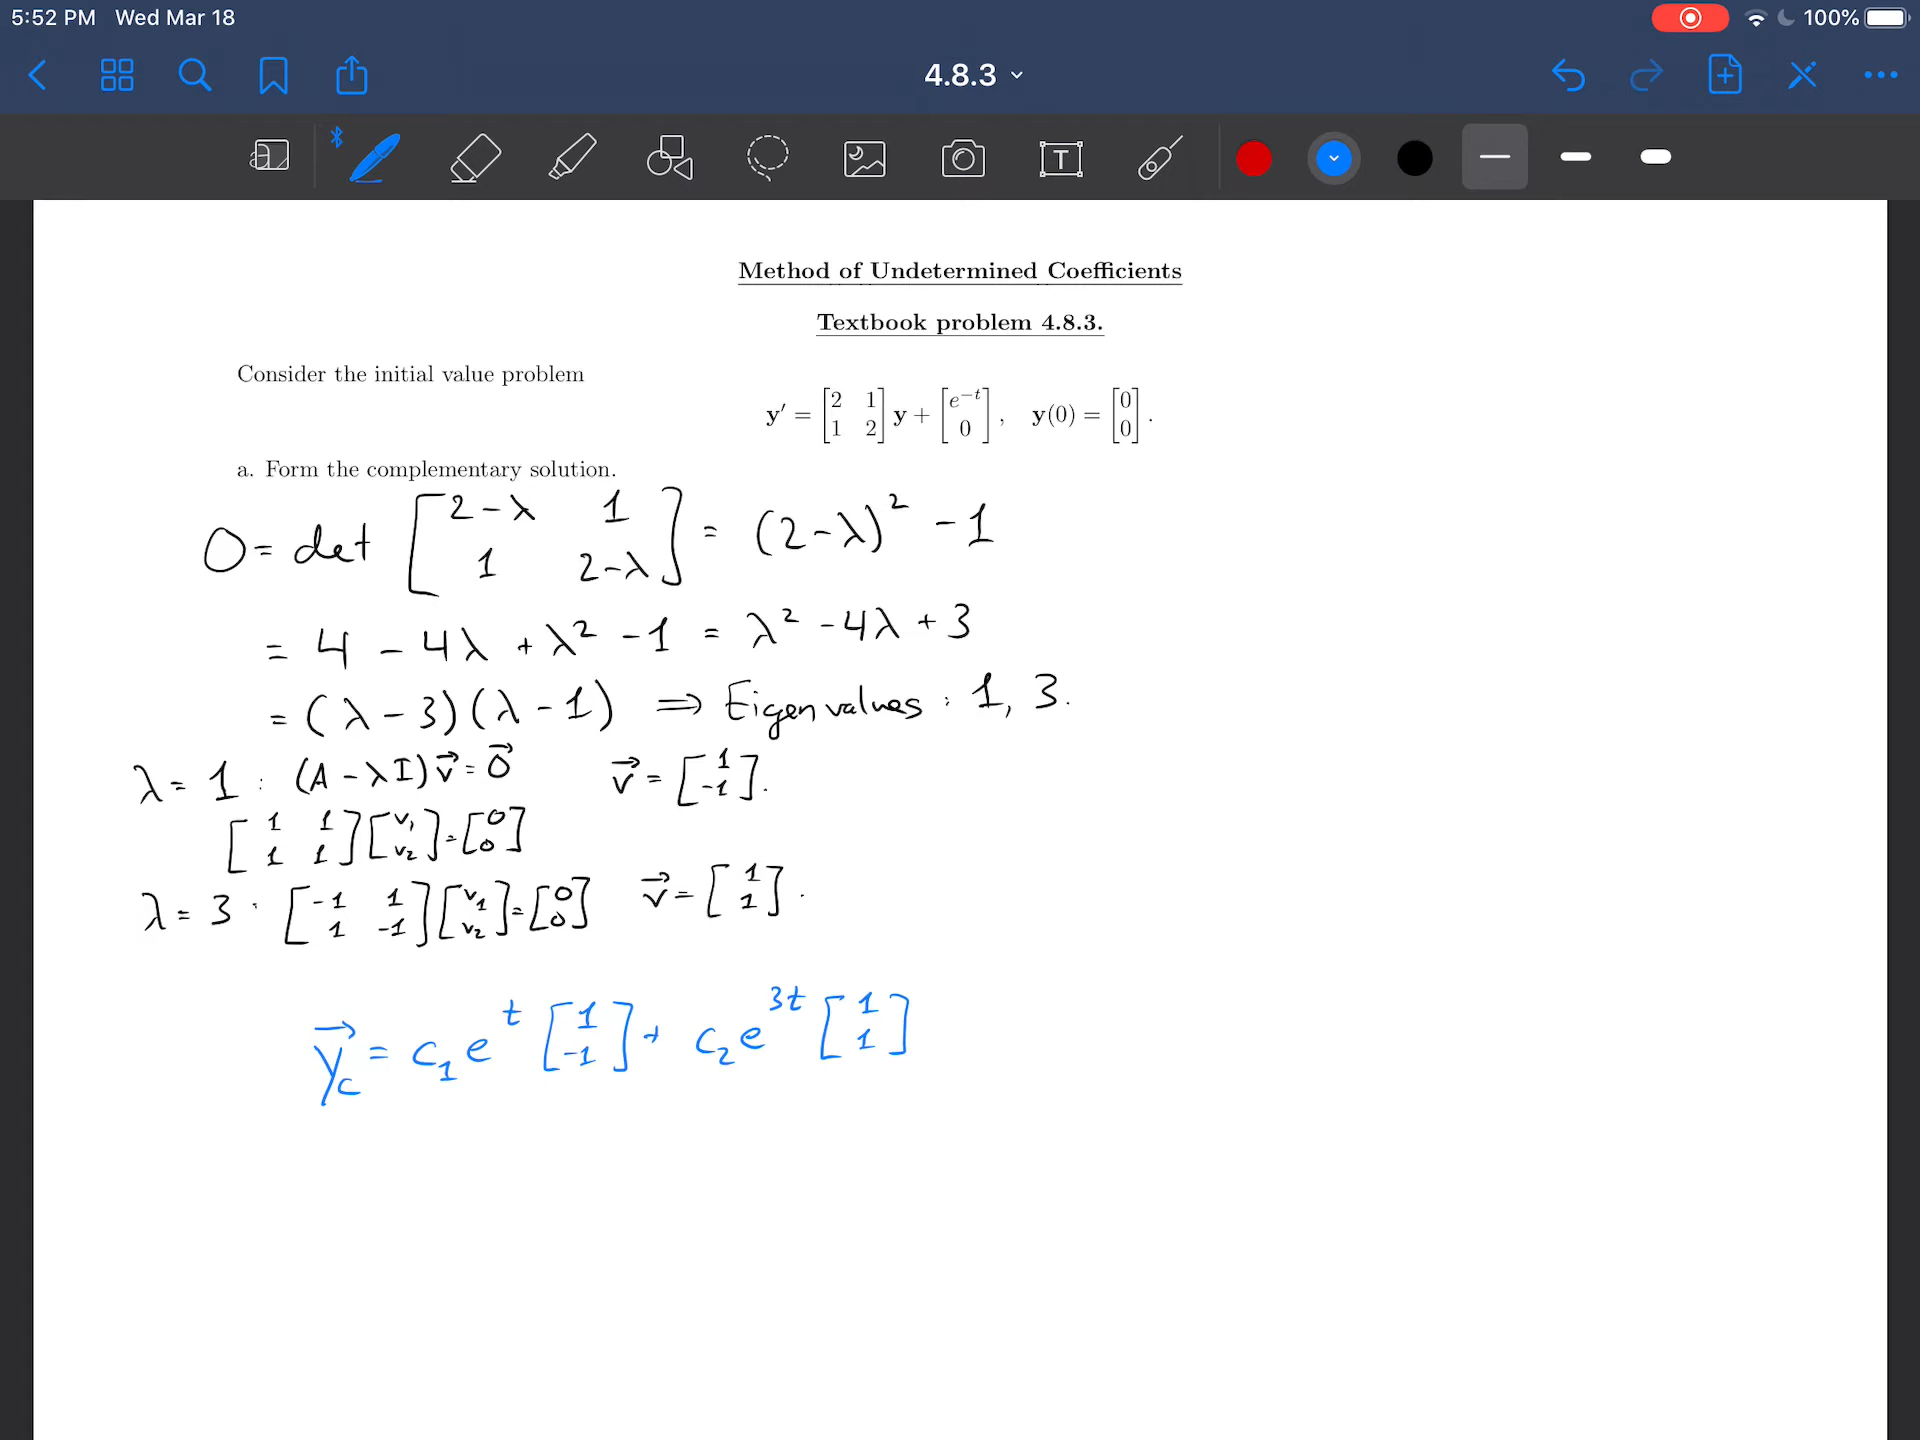 5:52 PM Wed Mar 18 100%
4.8.3
Method of Undetermined Coefficients
Textbook problem 4.8.3.
Consider the initial value problem
y′ = [2 1; 1 2] y + [e^{−t}; 0], y(0) = [0; 0].
a. Form the complementary solution.
0 = det [2-λ 1; 1 2-λ] = (2-λ)² - 1
= 4 - 4λ + λ² - 1 = λ² - 4λ + 3
= (λ-3)(λ-1) ⇒ Eigenvalues: 1, 3.
λ = 1 : (A - λI)v⃗ = 0⃗ v⃗ = [1; -1].
[1 1; 1 1][v₁; v₂] = [0; 0]
λ = 3 : [-1 1; 1 -1][v₁; v₂] = [0; 0] v⃗ = [1; 1].
y⃗_c = c₁e^t [1; -1] + c₂e^{3t} [1; 1]